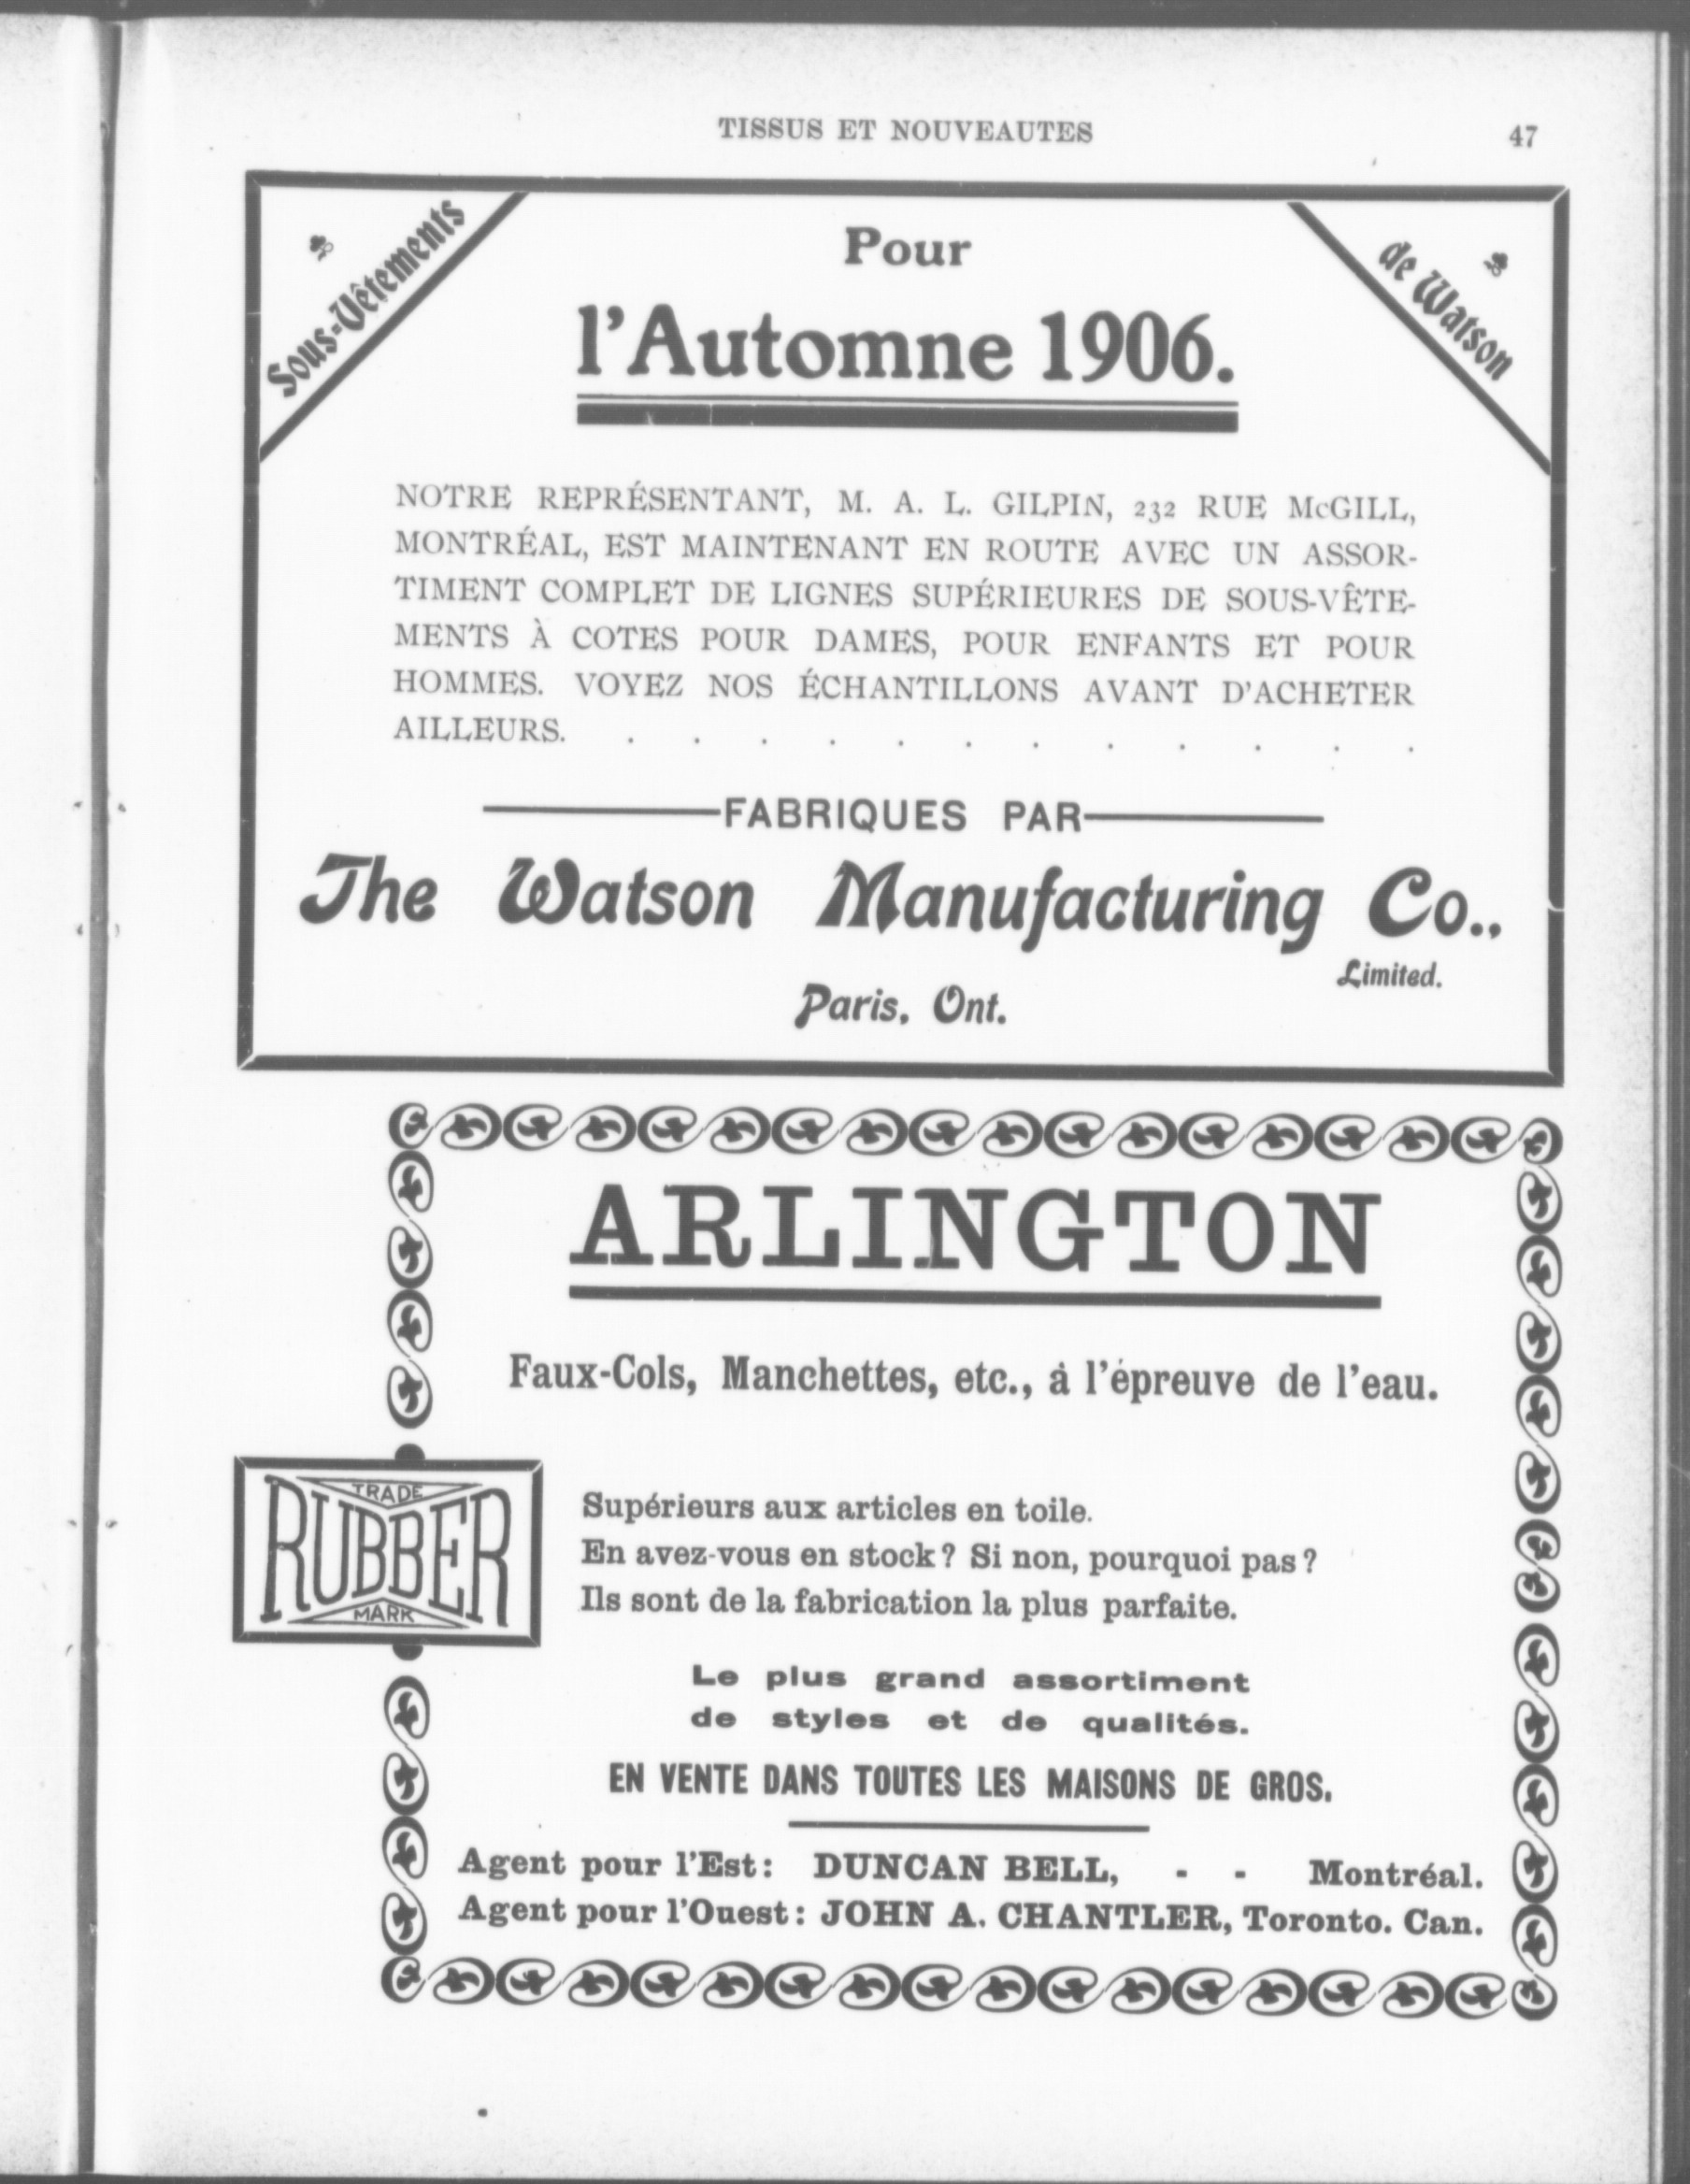 TISSUS ET NOUVEAUTES 47
Sous-Vêtements
de Watson
Pour
l'Automne 1906.
NOTRE REPRÉSENTANT, M. A. L. GILPIN, 232 RUE McGILL,
MONTRÉAL, EST MAINTENANT EN ROUTE AVEC UN ASSOR-
TIMENT COMPLET DE LIGNES SUPÉRIEURES DE SOUS-VÊTE-
MENTS À COTES POUR DAMES, POUR ENFANTS ET POUR
HOMMES. VOYEZ NOS ÉCHANTILLONS AVANT D'ACHETER
AILLEURS. . . . . . . . . . . . .
FABRIQUES PAR
The Watson Manufacturing Co.,
Limited.
Paris, Ont.
ARLINGTON
Faux-Cols, Manchettes, etc., à l'épreuve de l'eau.
TRADE
RUBBER
MARK
Supérieurs aux articles en toile.
En avez-vous en stock? Si non, pourquoi pas?
Ils sont de la fabrication la plus parfaite.
Le plus grand assortiment
de styles et de qualités.
EN VENTE DANS TOUTES LES MAISONS DE GROS.
Agent pour l'Est: DUNCAN BELL, - - Montréal.
Agent pour l'Ouest: JOHN A. CHANTLER, Toronto. Can.